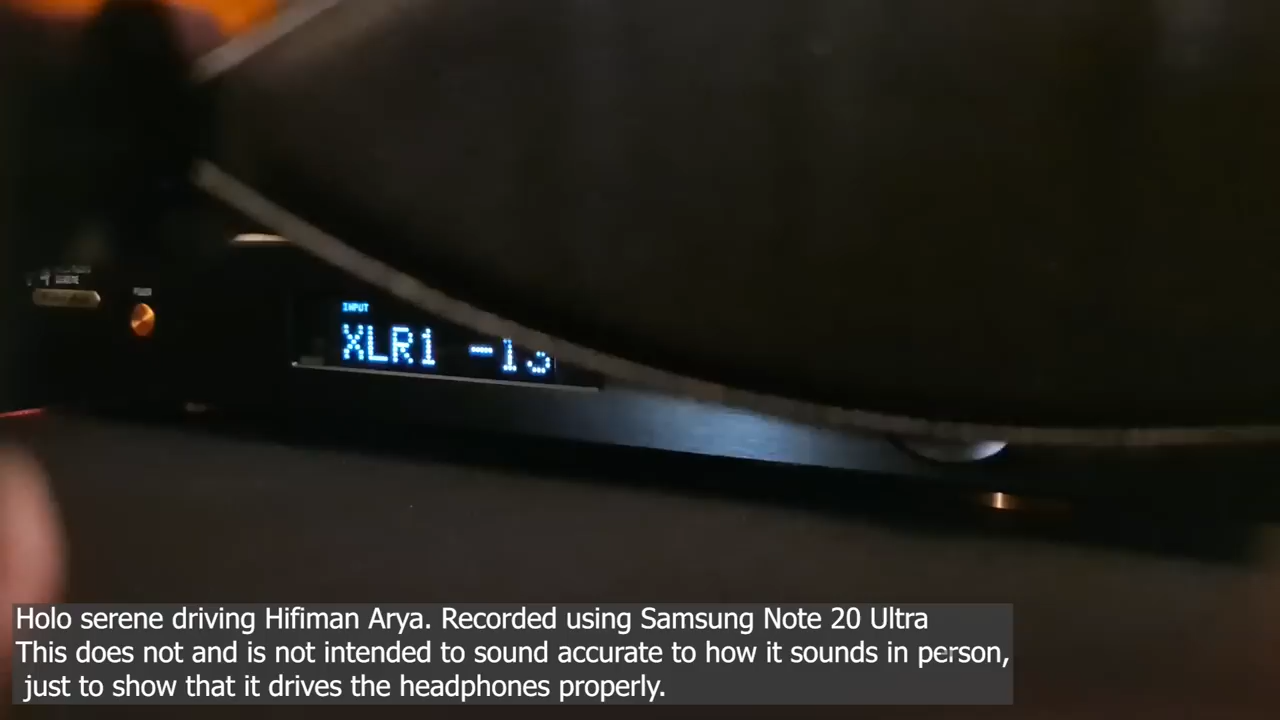 SERENE
POWER
INPUT
XLR1
Holo serene driving Hifiman Arya. Recorded using Samsung Note 20 Ultra
This does not and is not intended to sound accurate to how it sounds in person,
just to show that it drives the headphones properly.